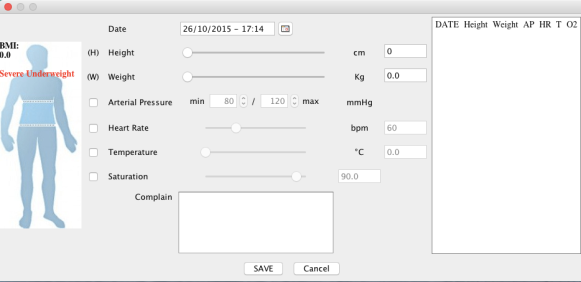 Date 26/10/2015 – 17:14
BMI:
0.0
Severe Underweight
(H) Height cm 0
(W) Weight Kg 0.0
Arterial Pressure min 80 / 120 max mmHg
Heart Rate bpm 60
Temperature °C 0.0
Saturation 90.0
Complain
SAVE Cancel
DATE Height Weight AP HR T O2